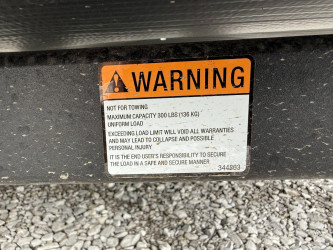 WARNING
NOT FOR TOWING
MAXIMUM CAPACITY 300 LBS (136 KG)
UNIFORM LOAD
EXCEEDING LOAD LIMIT WILL VOID ALL WARRANTIES
AND MAY LEAD TO COLLAPSE AND POSSIBLE
PERSONAL INJURY.
IT IS THE END USER'S RESPONSIBILITY TO SECURE
THE LOAD IN A SAFE AND SECURE MANNER.
344863